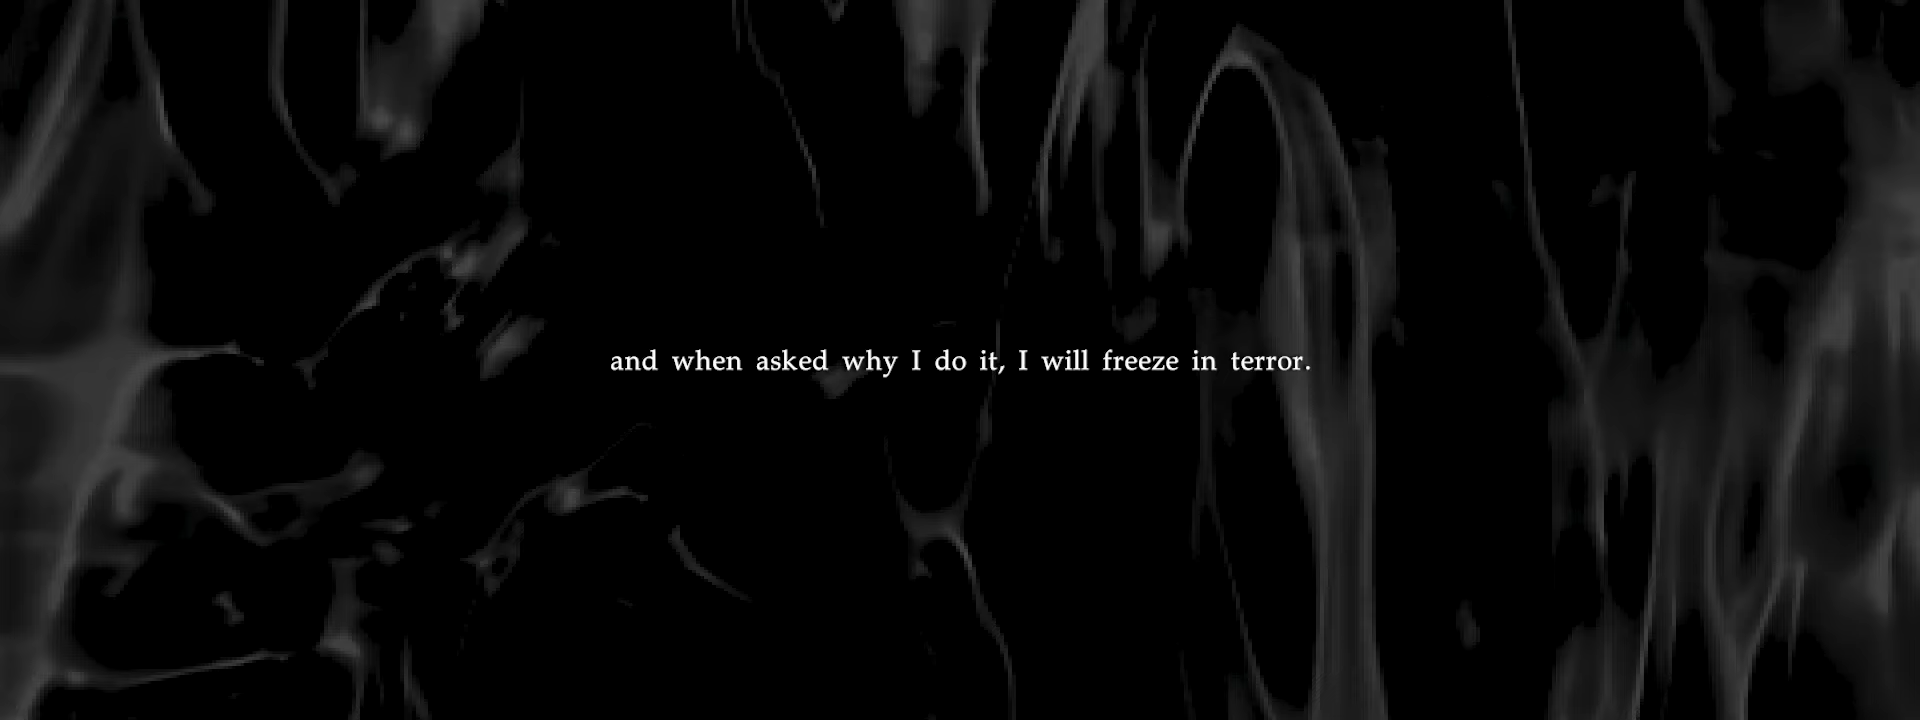 and when asked why I do it, I will freeze in terror.